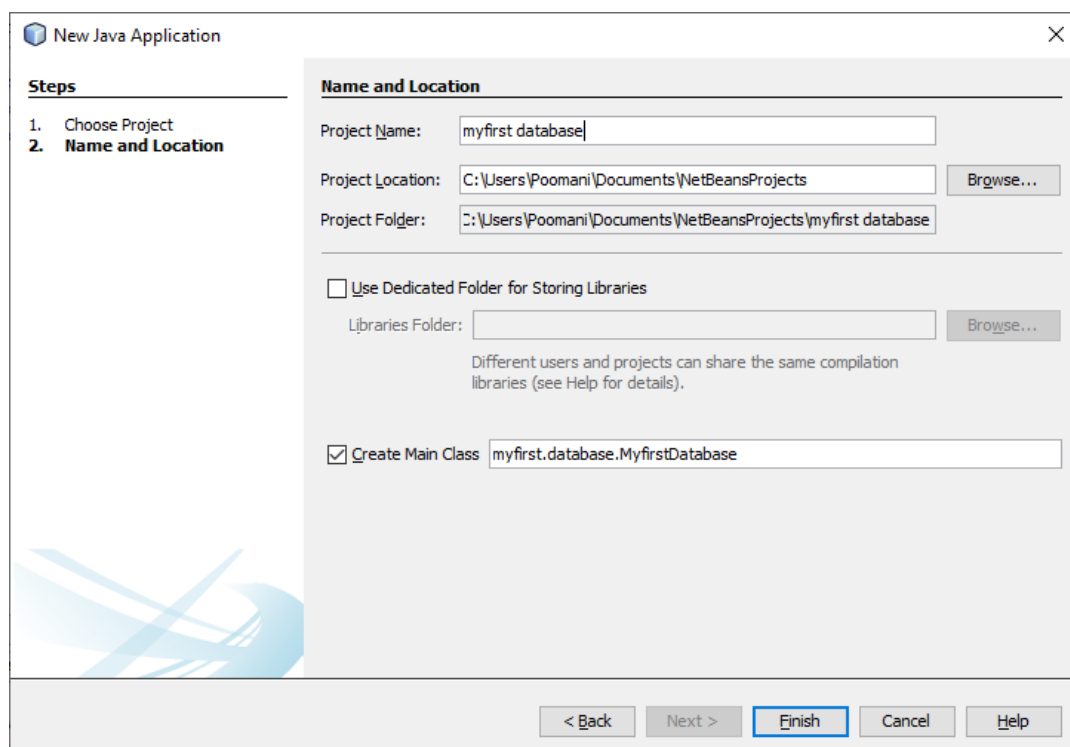 New Java Application
Steps
1. Choose Project
2. Name and Location
Name and Location
Project Name: myfirst database
Project Location: C:\Users\Poomani\Documents\NetBeansProjects Browse...
Project Folder: C:\Users\Poomani\Documents\NetBeansProjects\myfirst database
Use Dedicated Folder for Storing Libraries
Libraries Folder: Browse...
Different users and projects can share the same compilation
libraries (see Help for details).
Create Main Class myfirst.database.MyfirstDatabase
< Back Next > Finish Cancel Help